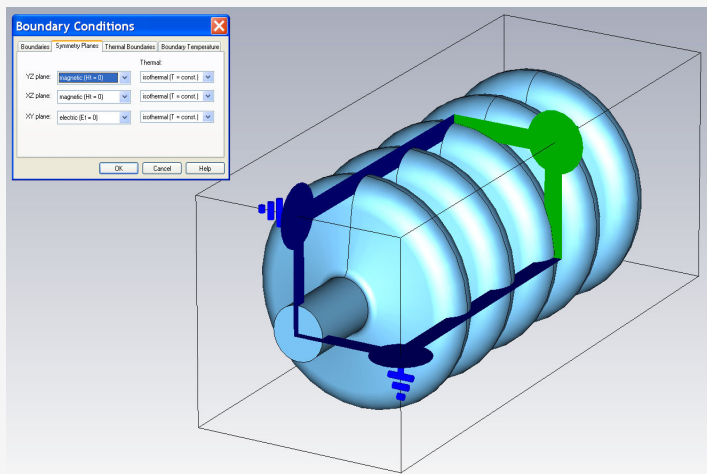 Boundary Conditions
Boundaries Symmetry Planes Thermal Boundaries Boundary Temperature
Thermal:
YZ plane: magnetic (Ht = 0) isothermal (T = const.)
XZ plane: magnetic (Ht = 0) isothermal (T = const.)
XY plane: electric (Et = 0) isothermal (T = const.)
OK Cancel Help